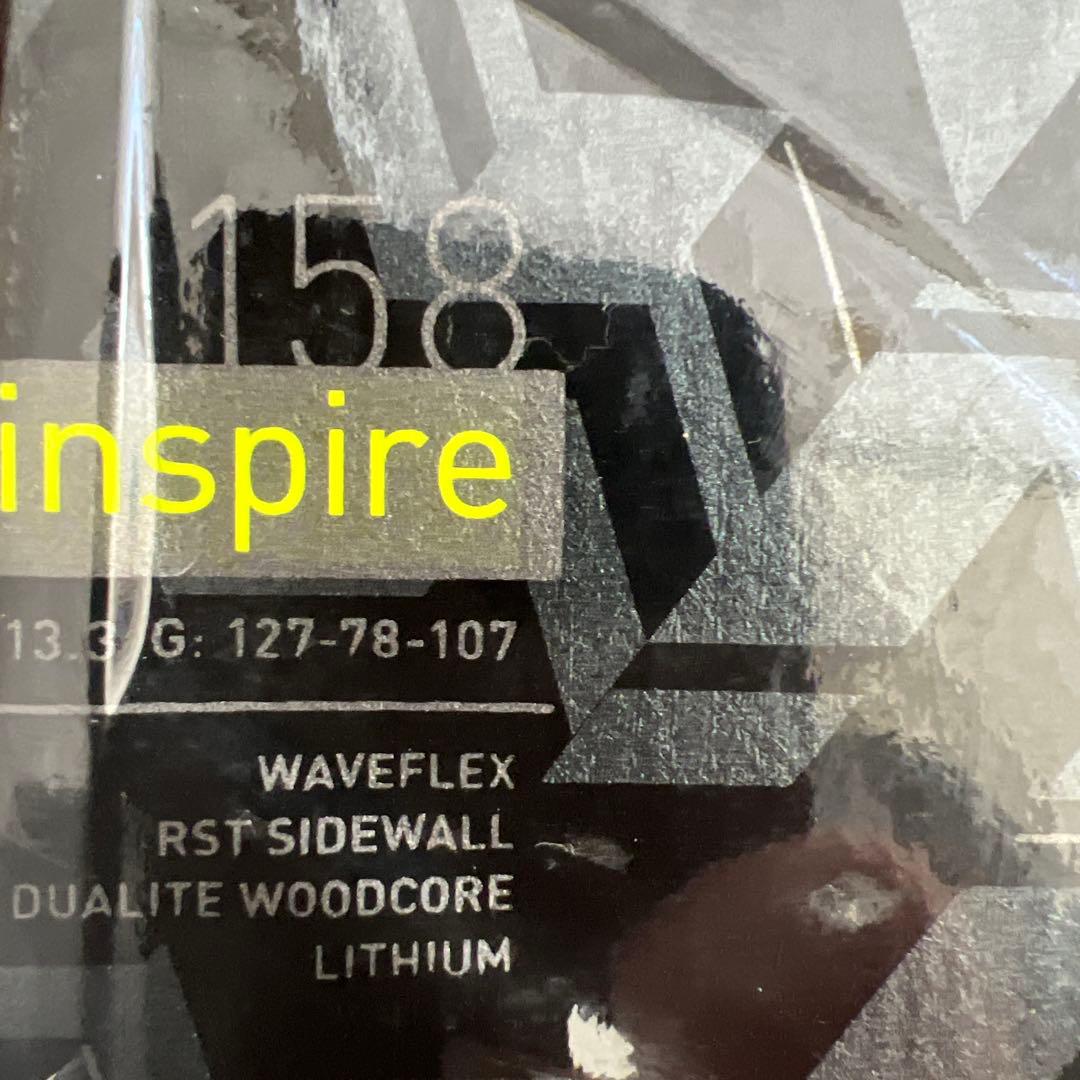 158
inspire
13.3 G: 127-78-107
WAVEFLEX
RST SIDEWALL
DUALITE WOODCORE
LITHIUM